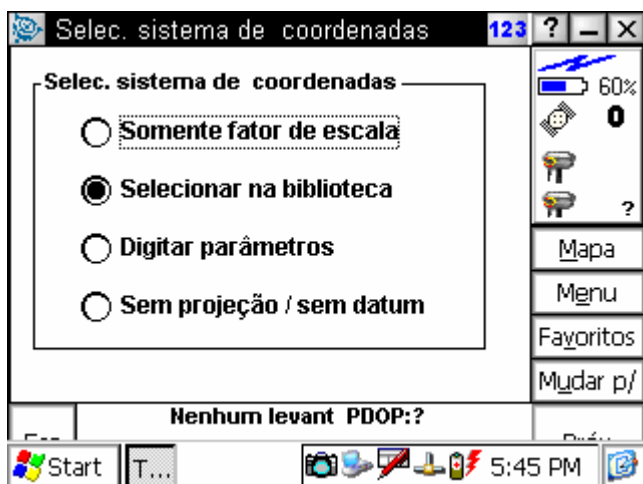 Selec. sistema de coordenadas 123 ?
Selec. sistema de coordenadas
Somente fator de escala
Selecionar na biblioteca
Digitar parâmetros
Sem projeção / sem datum
60%
0
?
Mapa
Menu
Favoritos
Mudar p/
Nenhum levant PDOP:?
Start T... 5:45 PM